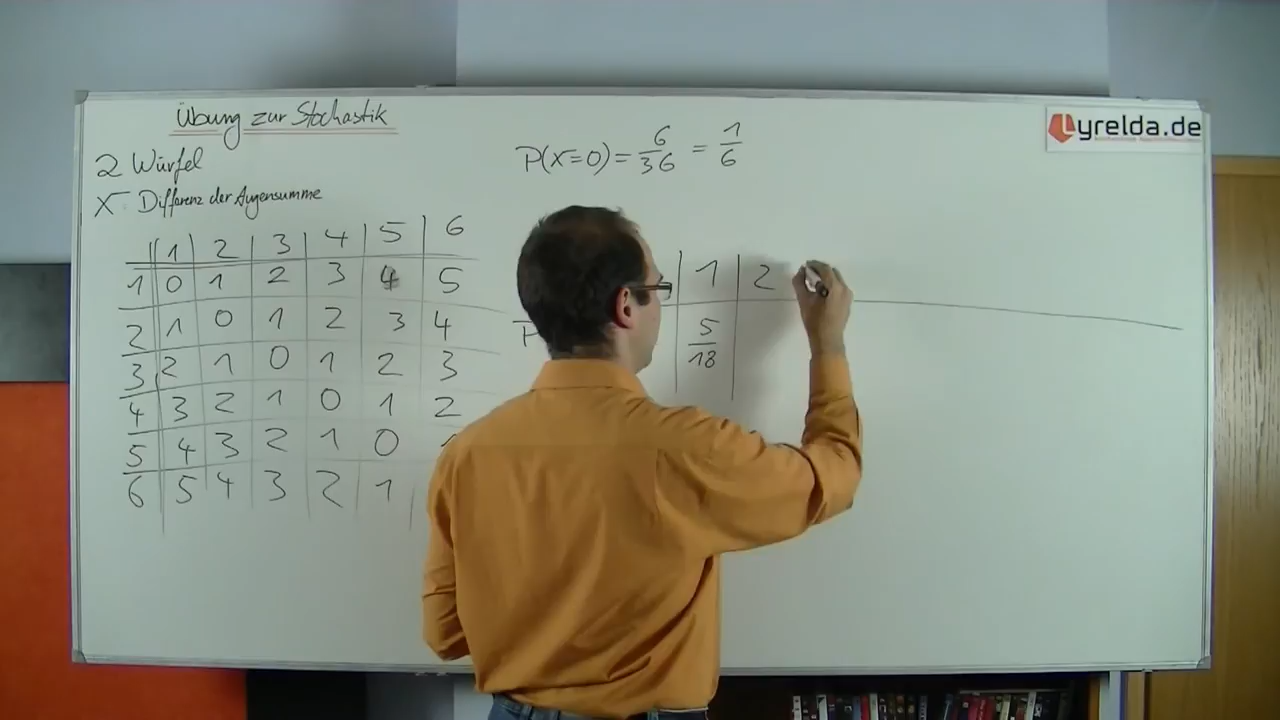 Übung zur Stochastik
2 Würfel
X: Differenz der Augensumme
1 2 3 4 5 6
1 0 1 2 3 4 5
2 1 0 1 2 3 4
3 2 1 0 1 2 3
4 3 2 1 0 1 2
5 4 3 2 1 0
6 5 4 3 2 1
P(X=0) = 6/36 = 1/6
1 2
P 5/18
Lyrelda.de